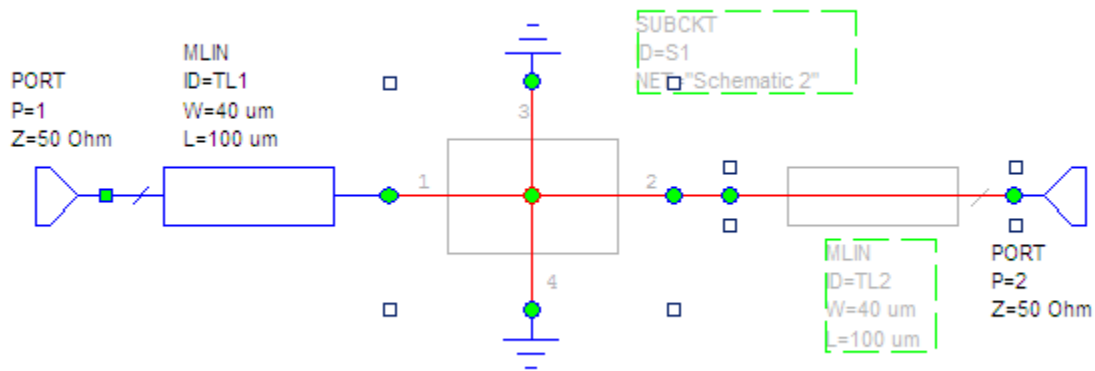 PORT
P=1
Z=50 Ohm
MLIN
ID=TL1
W=40 um
L=100 um
SUBCKT
ID=S1
NET="Schematic 2"
3
1
2
4
MLIN
ID=TL2
W=40 um
L=100 um
PORT
P=2
Z=50 Ohm